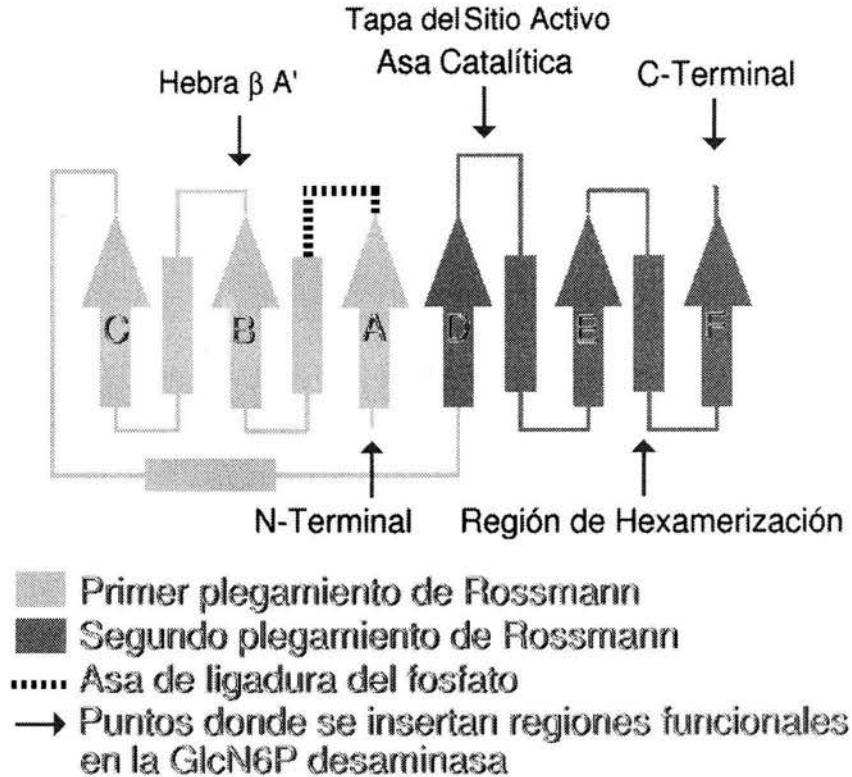 Tapa del Sitio Activo
Asa Catalítica
Hebra β A'
C-Terminal
C
B
A
D
E
F
N-Terminal
Región de Hexamerización
Primer plegamiento de Rossmann
Segundo plegamiento de Rossmann
Asa de ligadura del fosfato
Puntos donde se insertan regiones funcionales
en la GlcN6P desaminasa